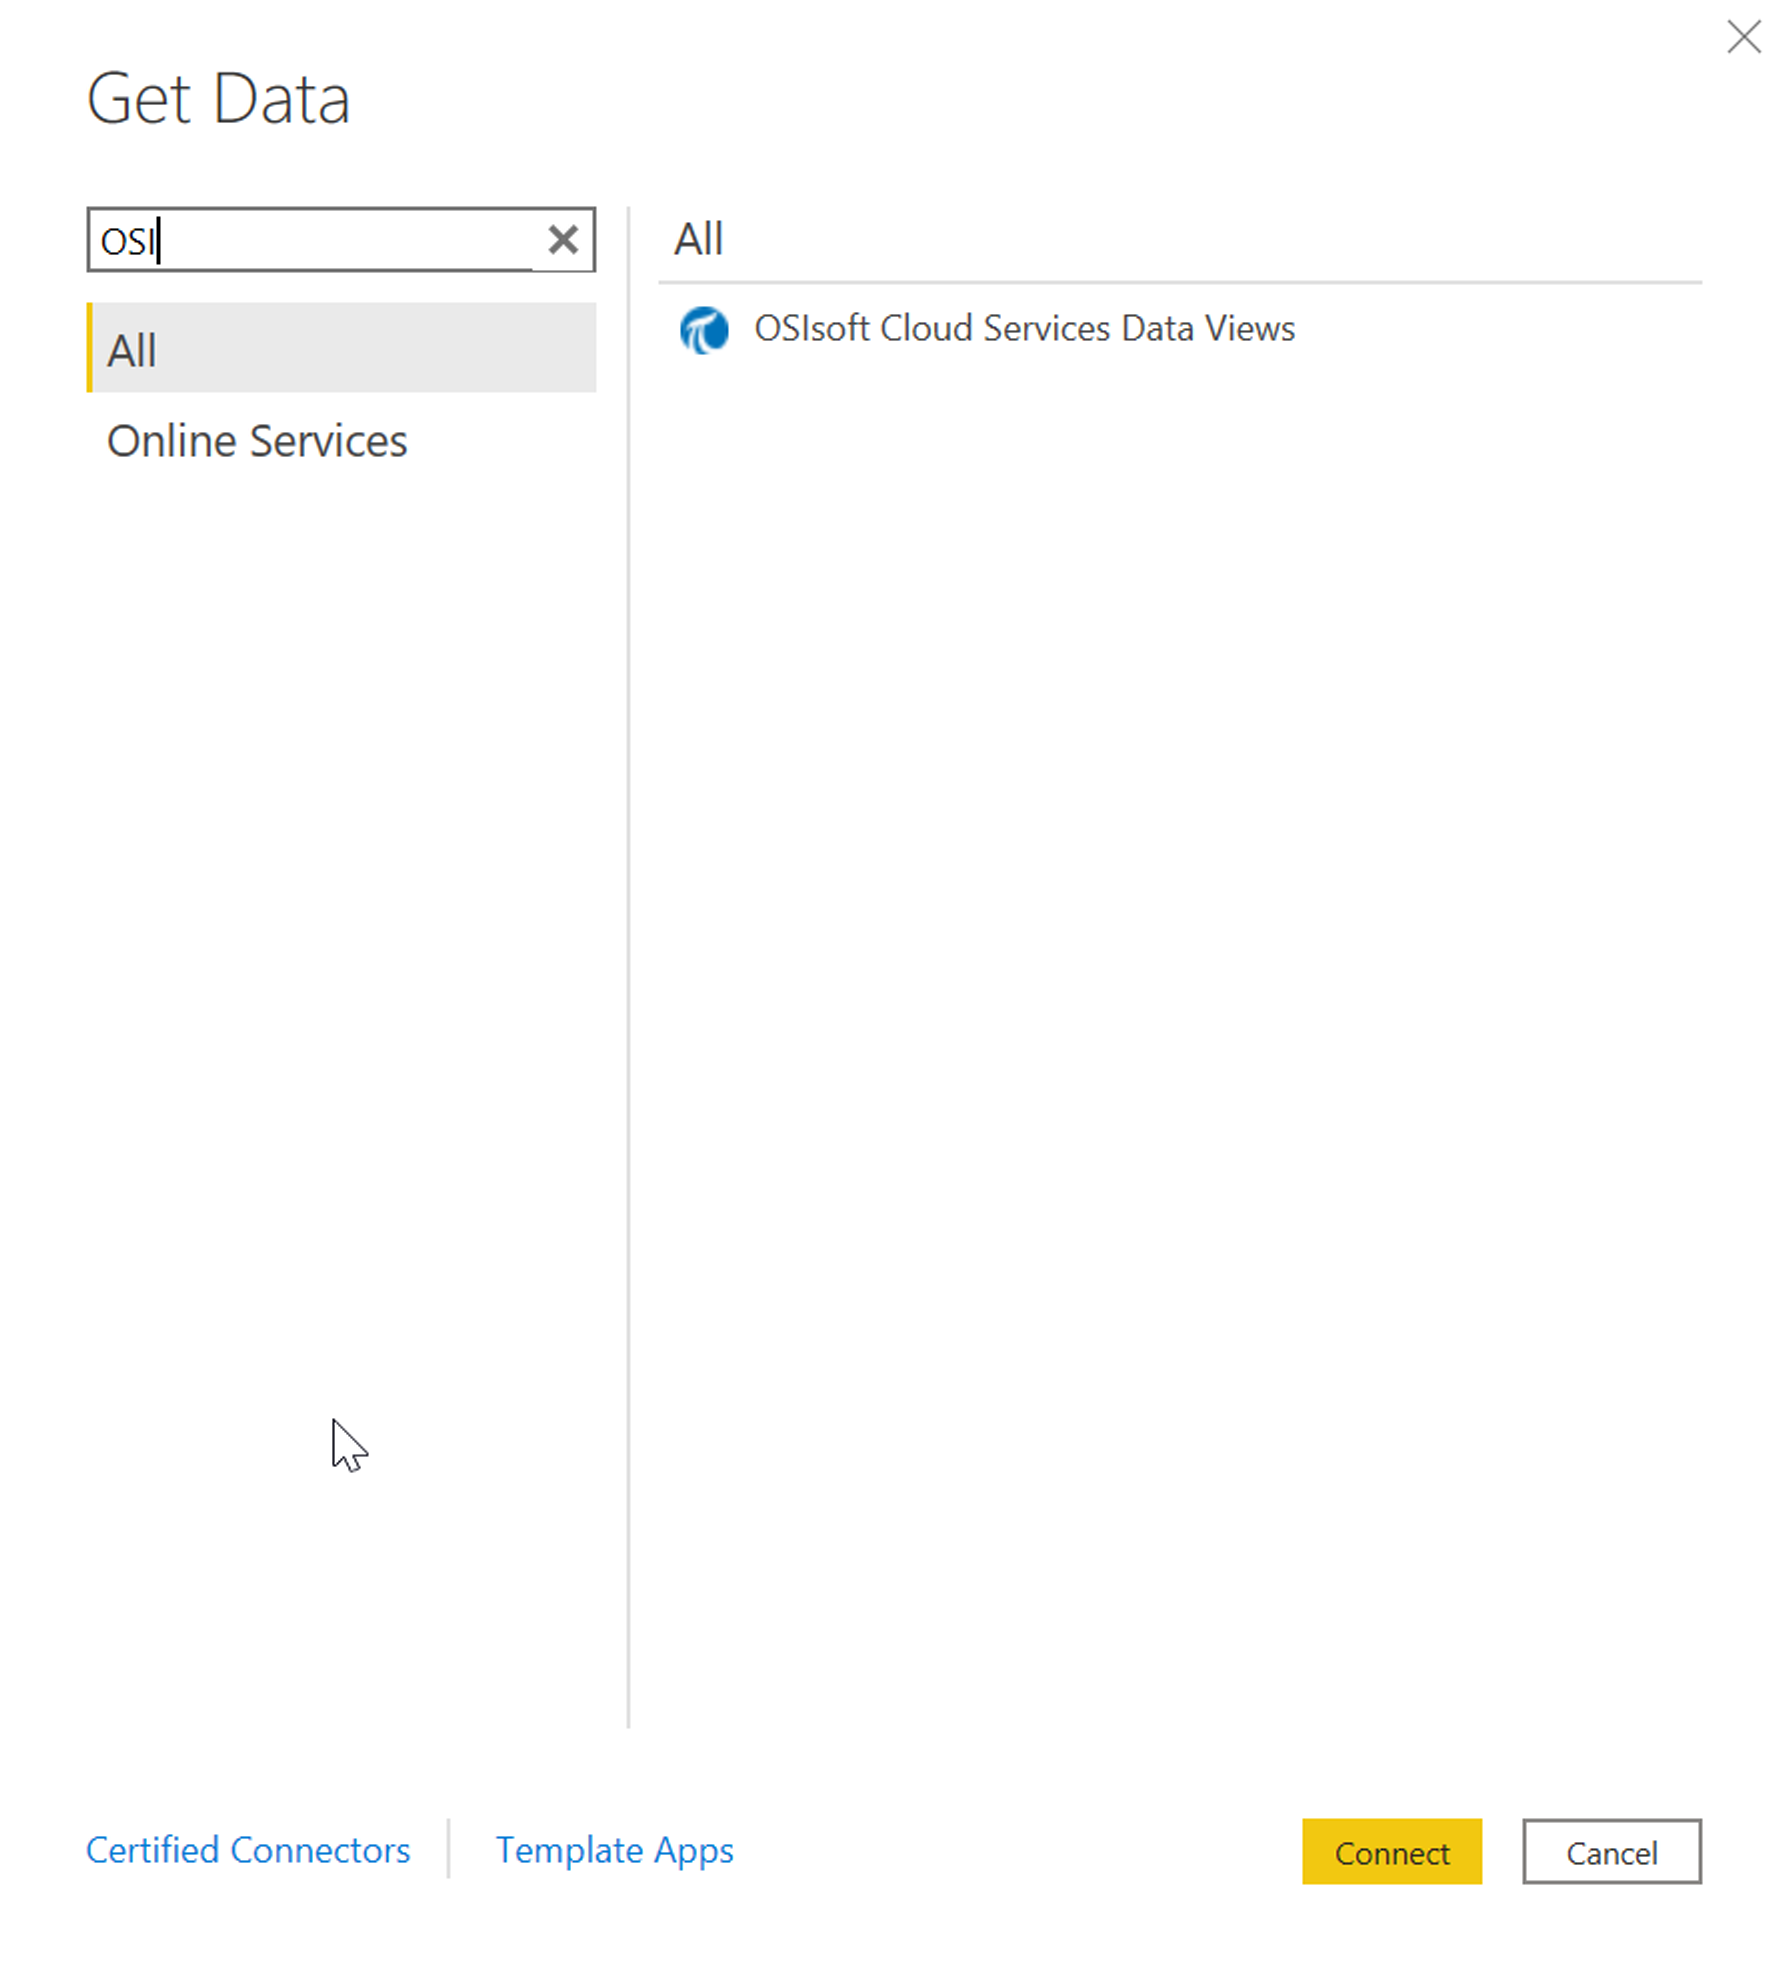 Get Data
OSI
All
Online Services
All
OSIsoft Cloud Services Data Views
Certified Connectors
Template Apps
Connect
Cancel